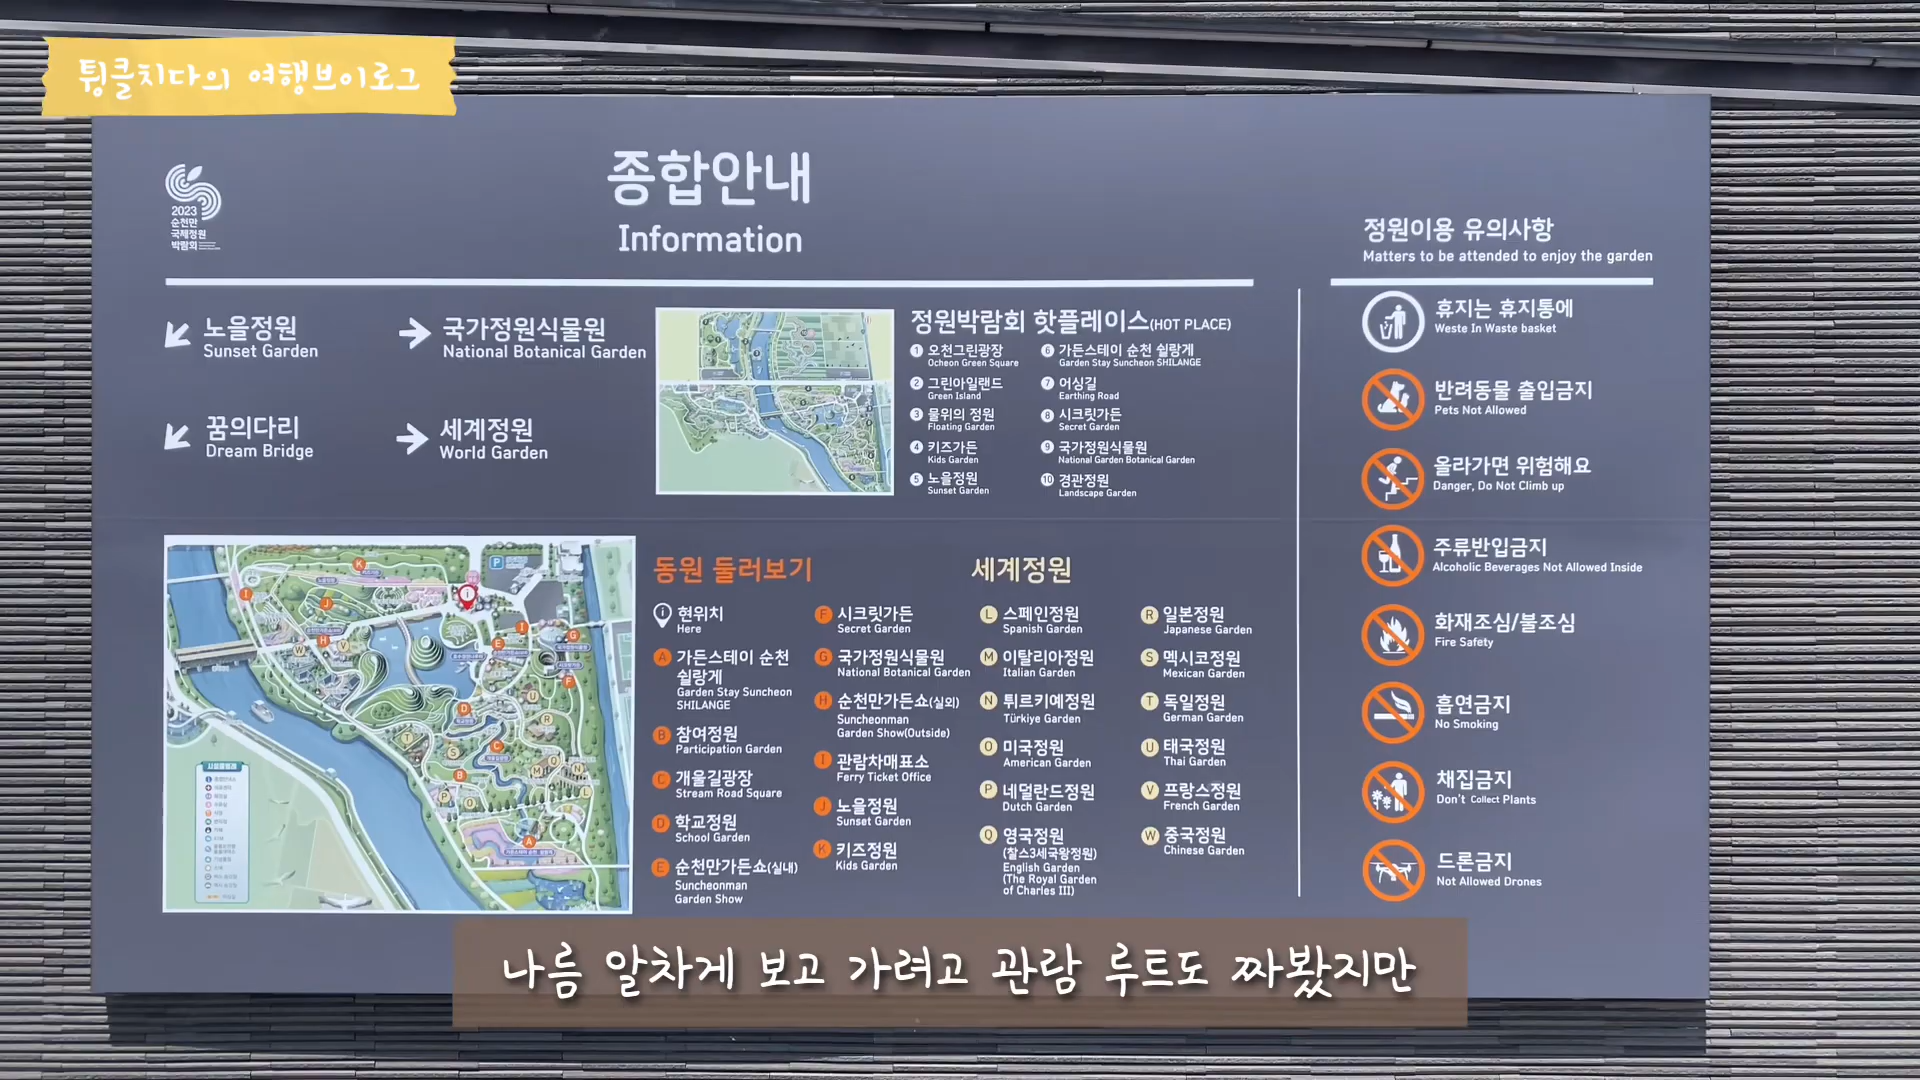 튕클치다의 여행브이로그
2023
순천만
국제정원
박람회
종합안내
Information
노을정원
Sunset Garden
국가정원식물원
National Botanical Garden
꿈의다리
Dream Bridge
세계정원
World Garden
정원박람회 핫플레이스(HOT PLACE)
1 오천그린광장
Ocheon Green Square
2 그린아일랜드
Green Island
3 물위의 정원
Floating Garden
4 키즈가든
Kids Garden
5 노을정원
Sunset Garden
6 가든스테이 순천 쉴랑게
Garden Stay Suncheon SHILANGE
7 어싱길
Earthing Road
8 시크릿가든
Secret Garden
9 국가정원식물원
National Garden Botanical Garden
10 경관정원
Landscape Garden
동원 둘러보기
현위치
Here
A 가든스테이 순천
쉴랑게
Garden Stay Suncheon
SHILANGE
B 참여정원
Participation Garden
C 개울길광장
Stream Road Square
D 학교정원
School Garden
E 순천만가든쇼(실내)
Suncheonman
Garden Show
F 시크릿가든
Secret Garden
G 국가정원식물원
National Botanical Garden
H 순천만가든쇼(실외)
Suncheonman
Garden Show(Outside)
I 관람차매표소
Ferry Ticket Office
J 노을정원
Sunset Garden
K 키즈정원
Kids Garden
세계정원
L 스페인정원
Spanish Garden
M 이탈리아정원
Italian Garden
N 튀르키예정원
Türkiye Garden
O 미국정원
American Garden
P 네덜란드정원
Dutch Garden
Q 영국정원
(찰스3세국왕정원)
English Garden
(The Royal Garden
of Charles III)
R 일본정원
Japanese Garden
S 멕시코정원
Mexican Garden
T 독일정원
German Garden
U 태국정원
Thai Garden
V 프랑스정원
French Garden
W 중국정원
Chinese Garden
정원이용 유의사항
Matters to be attended to enjoy the garden
휴지는 휴지통에
Weste In Waste basket
반려동물 출입금지
Pets Not Allowed
올라가면 위험해요
Danger, Do Not Climb up
주류반입금지
Alcoholic Beverages Not Allowed Inside
화재조심/불조심
Fire Safety
흡연금지
No Smoking
채집금지
Don't Collect Plants
드론금지
Not Allowed Drones
나름 알차게 보고 가려고 관람 루트도 짜봤지만